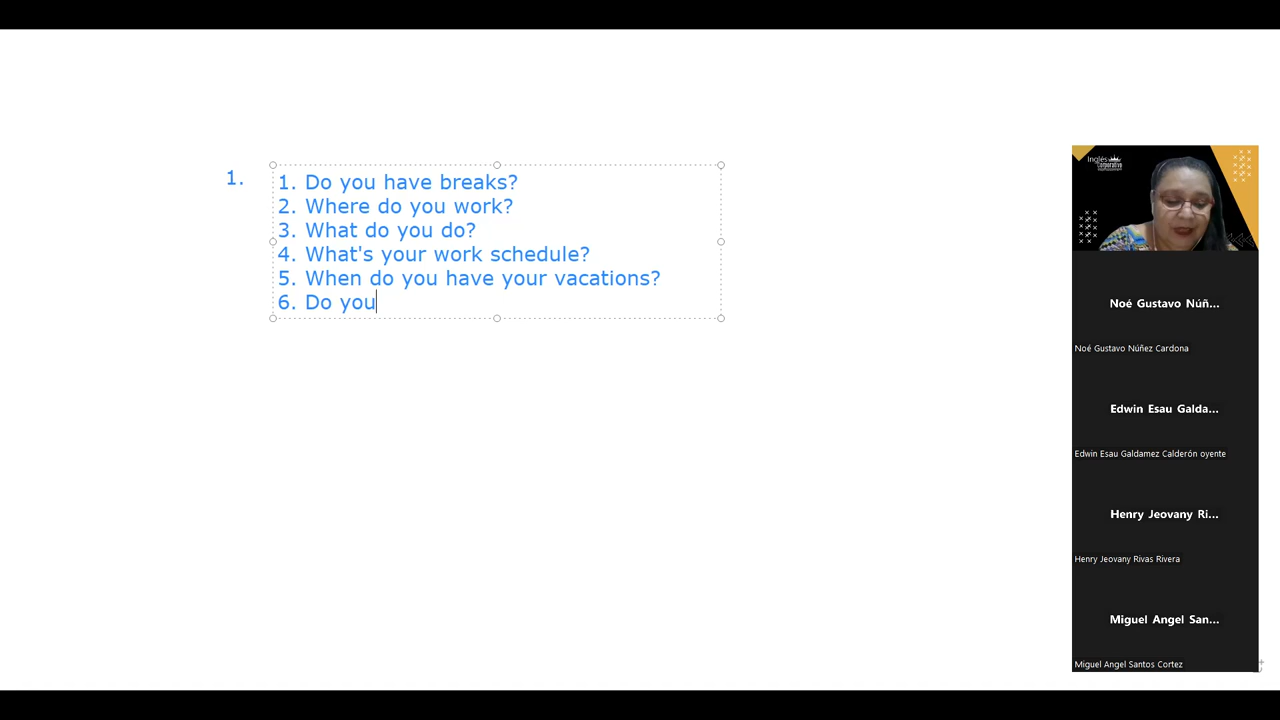 1.
1. Do you have breaks?
2. Where do you work?
3. What do you do?
4. What's your work schedule?
5. When do you have your vacations?
6. Do you
Inglés
Corporativo
Noé Gustavo Núñ...
Noé Gustavo Núñez Cardona
Edwin Esau Galda...
Edwin Esau Galdamez Calderón oyente
Henry Jeovany Ri...
Henry Jeovany Rivas Rivera
Miguel Angel San...
Miguel Angel Santos Cortez